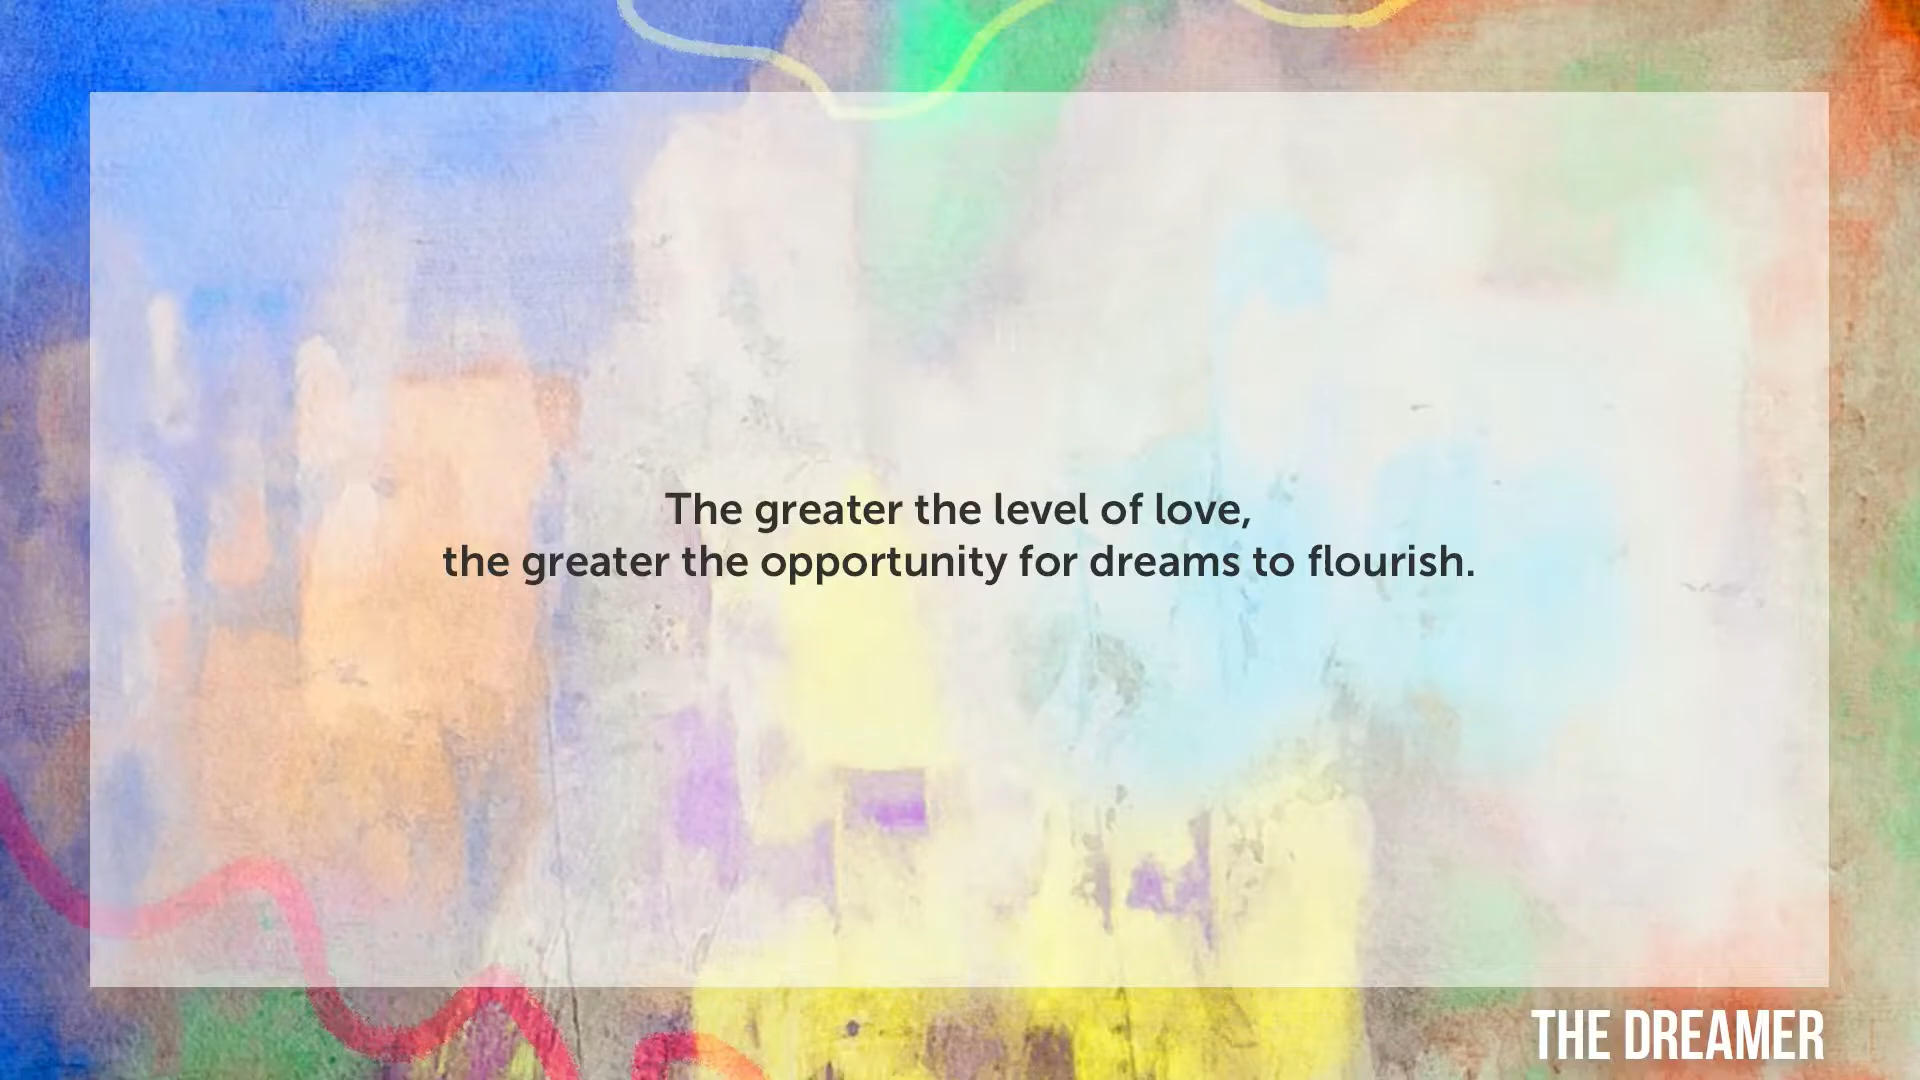 The greater the level of love,
the greater the opportunity for dreams to flourish.
THE DREAMER